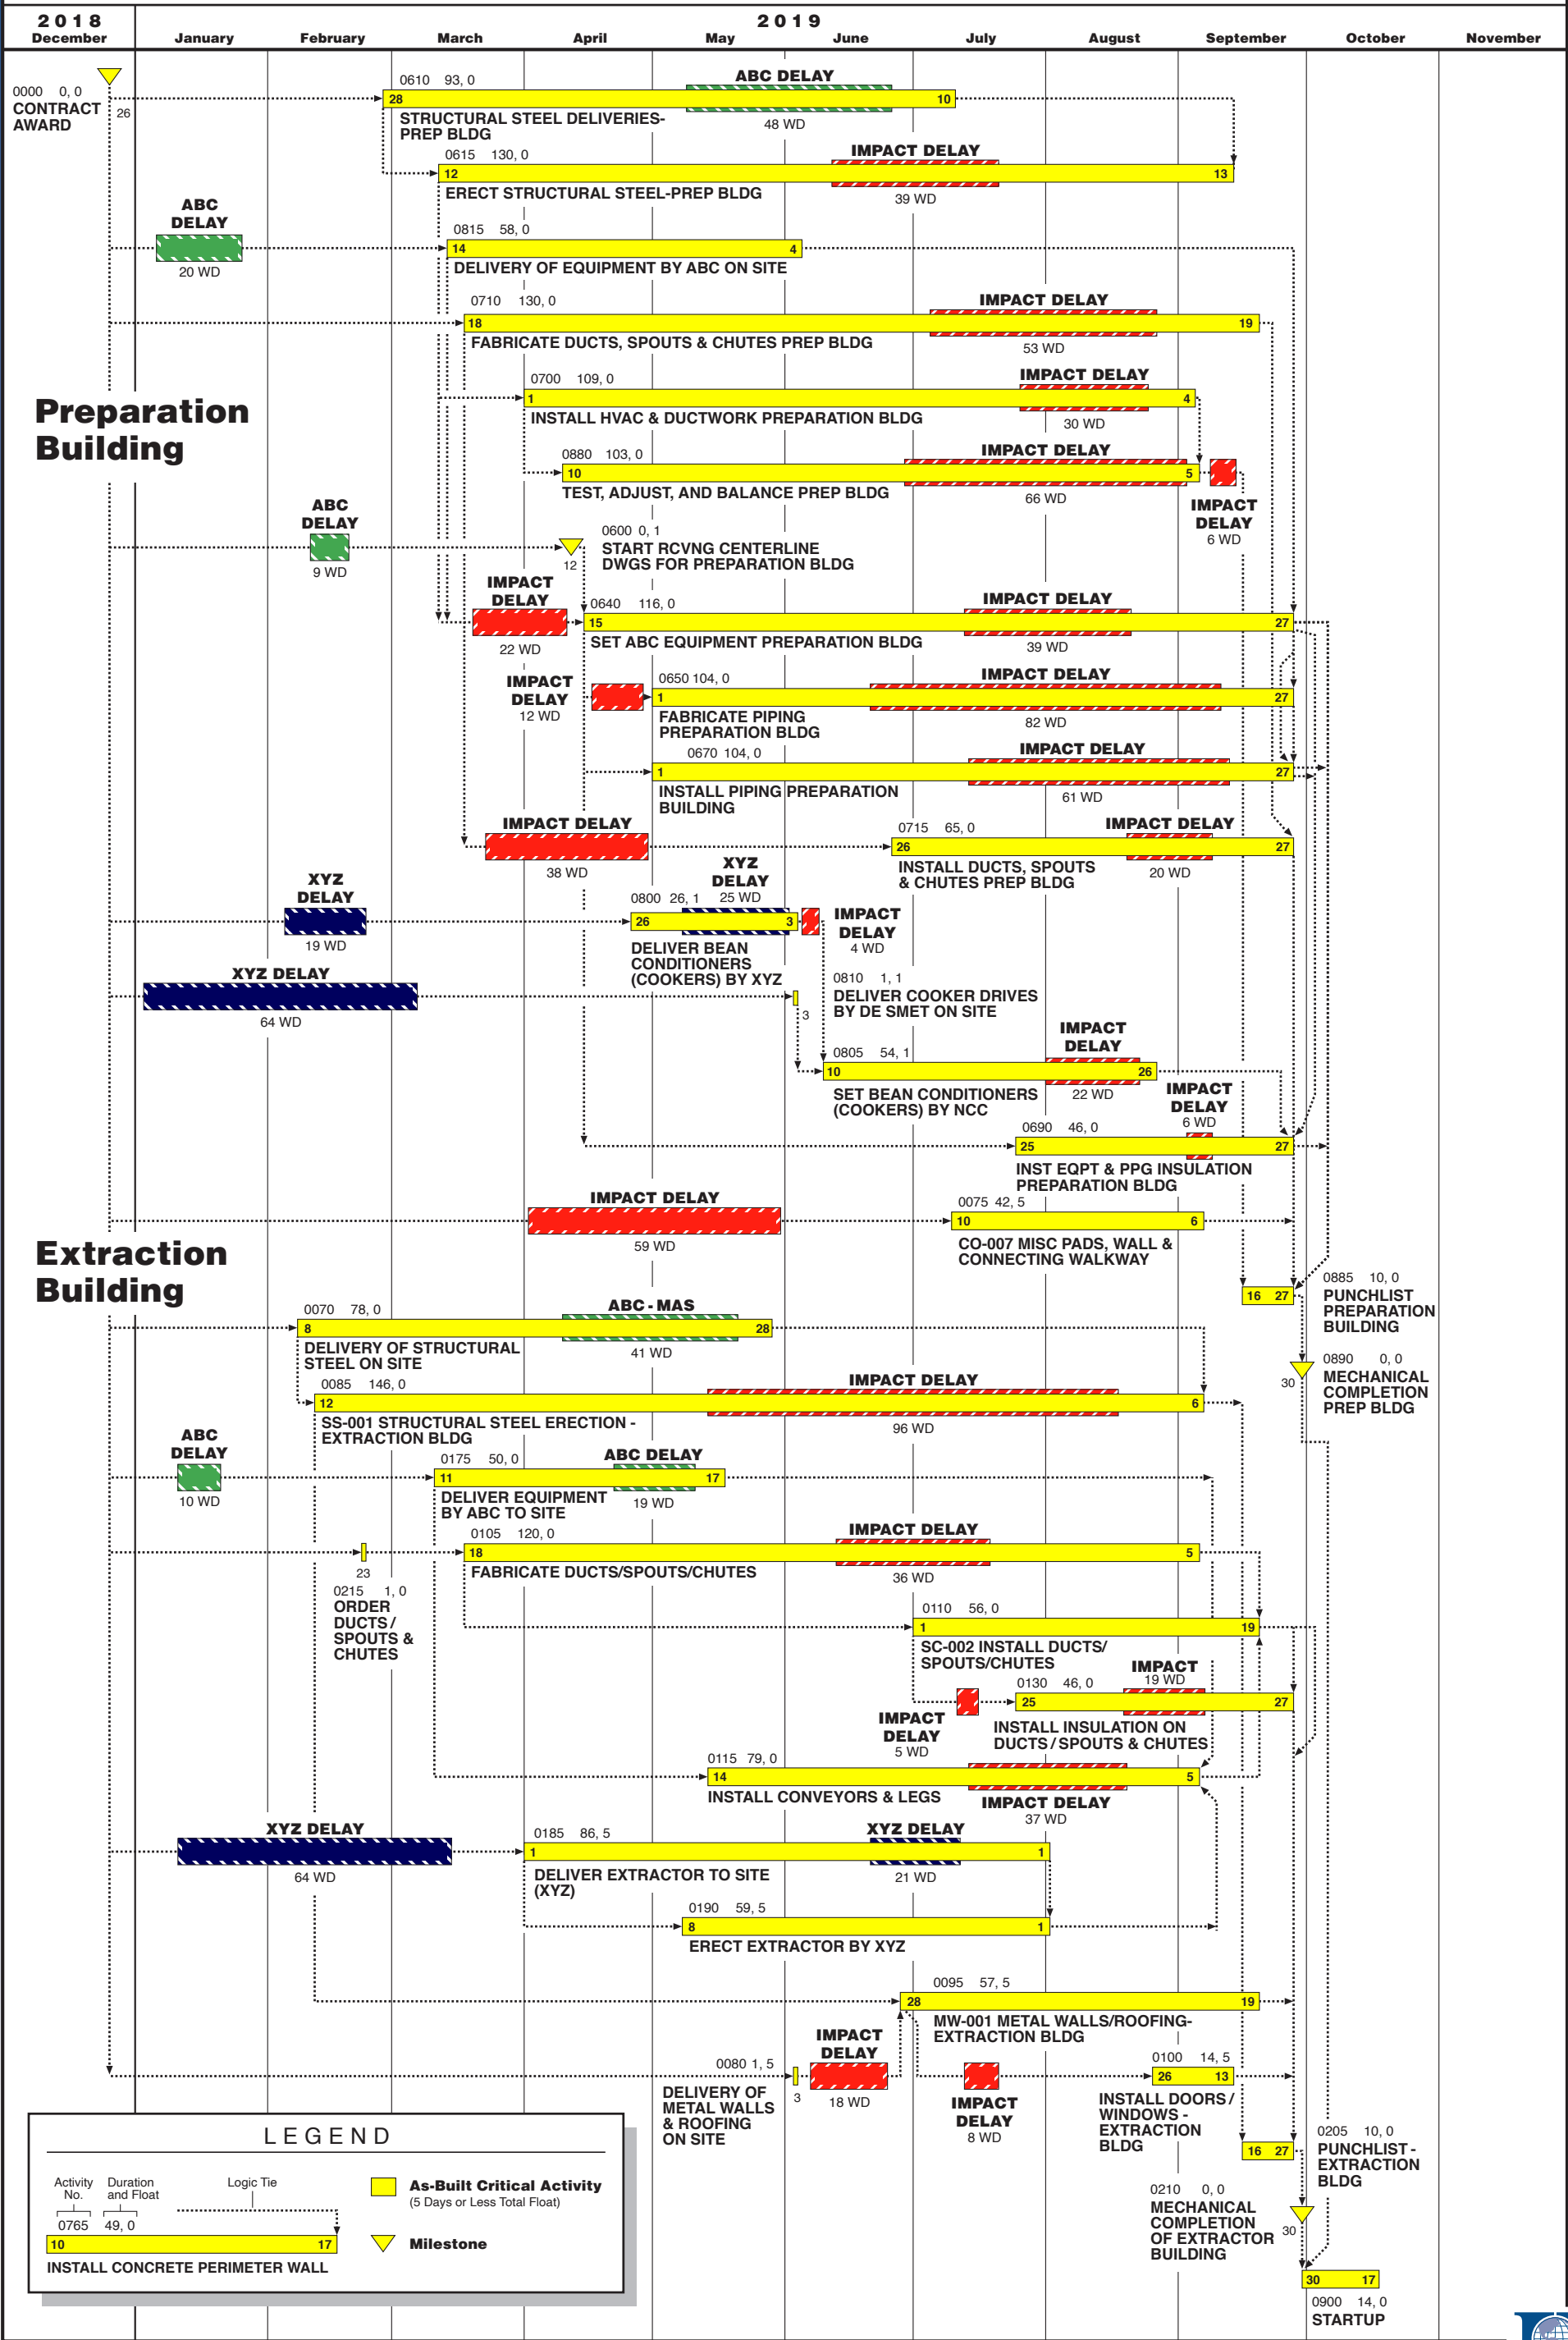 2018
2019
December
January
February
March
April
May
June
July
August
September
October
November
0000 0, 0
CONTRACT
AWARD
26
0610 93, 0
ABC DELAY
28
10
48 WD
STRUCTURAL STEEL DELIVERIES-
PREP BLDG
0615 130, 0
IMPACT DELAY
12
13
ERECT STRUCTURAL STEEL-PREP BLDG
39 WD
ABC
DELAY
20 WD
0815 58, 0
14
4
DELIVERY OF EQUIPMENT BY ABC ON SITE
0710 130, 0
IMPACT DELAY
18
19
FABRICATE DUCTS, SPOUTS & CHUTES PREP BLDG
53 WD
Preparation
Building
0700 109, 0
IMPACT DELAY
1
4
INSTALL HVAC & DUCTWORK PREPARATION BLDG
30 WD
0880 103, 0
IMPACT DELAY
10
5
TEST, ADJUST, AND BALANCE PREP BLDG
66 WD
IMPACT
DELAY
6 WD
ABC
DELAY
9 WD
0600 0, 1
START RCVNG CENTERLINE
DWGS FOR PREPARATION BLDG
12
IMPACT
DELAY
22 WD
0640 116, 0
IMPACT DELAY
15
27
SET ABC EQUIPMENT PREPARATION BLDG
39 WD
IMPACT
DELAY
12 WD
0650 104, 0
IMPACT DELAY
1
27
FABRICATE PIPING
PREPARATION BLDG
82 WD
0670 104, 0
IMPACT DELAY
1
27
INSTALL PIPING PREPARATION
BUILDING
61 WD
IMPACT DELAY
38 WD
0715 65, 0
IMPACT DELAY
26
27
INSTALL DUCTS, SPOUTS
& CHUTES PREP BLDG
20 WD
XYZ
DELAY
19 WD
XYZ
DELAY
0800 26, 1
25 WD
26
3
IMPACT
DELAY
4 WD
DELIVER BEAN
CONDITIONERS
(COOKERS) BY XYZ
XYZ DELAY
64 WD
0810 1, 1
DELIVER COOKER DRIVES
BY DE SMET ON SITE
3
IMPACT
DELAY
0805 54, 1
10
26
SET BEAN CONDITIONERS
(COOKERS) BY NCC
22 WD
IMPACT
DELAY
6 WD
0690 46, 0
25
27
INST EQPT & PPG INSULATION
PREPARATION BLDG
IMPACT DELAY
59 WD
0075 42, 5
10
6
CO-007 MISC PADS, WALL &
CONNECTING WALKWAY
Extraction
Building
16
27
0885 10, 0
PUNCHLIST
PREPARATION
BUILDING
0070 78, 0
ABC - MAS
8
28
DELIVERY OF STRUCTURAL
STEEL ON SITE
41 WD
0890 0, 0
MECHANICAL
COMPLETION
PREP BLDG
30
0085 146, 0
IMPACT DELAY
12
6
SS-001 STRUCTURAL STEEL ERECTION -
EXTRACTION BLDG
96 WD
ABC
DELAY
10 WD
0175 50, 0
ABC DELAY
11
17
DELIVER EQUIPMENT
BY ABC TO SITE
19 WD
23
0215 1, 0
ORDER
DUCTS /
SPOUTS &
CHUTES
0105 120, 0
IMPACT DELAY
18
5
FABRICATE DUCTS/SPOUTS/CHUTES
36 WD
0110 56, 0
1
19
SC-002 INSTALL DUCTS/
SPOUTS/CHUTES
IMPACT
19 WD
0130 46, 0
25
27
INSTALL INSULATION ON
DUCTS / SPOUTS & CHUTES
IMPACT
DELAY
5 WD
0115 79, 0
14
5
INSTALL CONVEYORS & LEGS
IMPACT DELAY
37 WD
XYZ DELAY
64 WD
0185 86, 5
XYZ DELAY
1
1
DELIVER EXTRACTOR TO SITE
(XYZ)
21 WD
0190 59, 5
8
1
ERECT EXTRACTOR BY XYZ
0095 57, 5
28
19
MW-001 METAL WALLS/ROOFING-
EXTRACTION BLDG
0080 1, 5
3
DELIVERY OF
METAL WALLS
& ROOFING
ON SITE
IMPACT
DELAY
18 WD
IMPACT
DELAY
8 WD
0100 14, 5
26
13
INSTALL DOORS /
WINDOWS -
EXTRACTION
BLDG
16
27
0205 10, 0
PUNCHLIST -
EXTRACTION
BLDG
0210 0, 0
MECHANICAL
COMPLETION
OF EXTRACTOR
BUILDING
30
30
17
0900 14, 0
STARTUP
LEGEND
Activity
No.
Duration
and Float
Logic Tie
0765 49, 0
10
17
INSTALL CONCRETE PERIMETER WALL
As-Built Critical Activity
(5 Days or Less Total Float)
Milestone